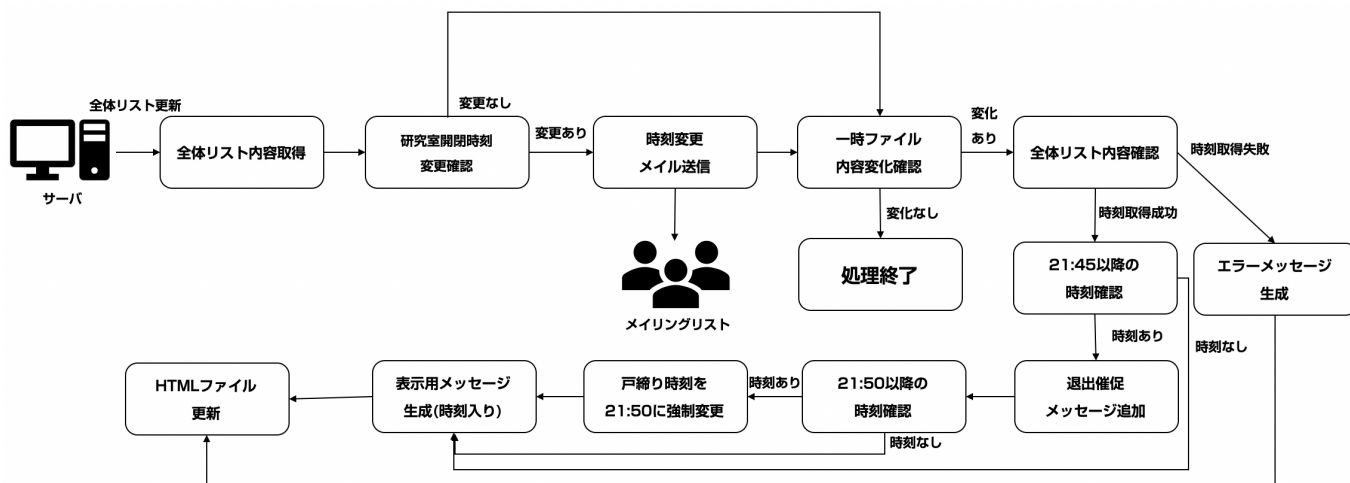 全体リスト更新
サーバ
全体リスト内容取得
研究室開閉時刻
変更確認
変更なし
変更あり
時刻変更
メイル送信
メイリングリスト
一時ファイル
内容変化確認
変化
あり
変化なし
処理終了
全体リスト内容確認
時刻取得失敗
時刻取得成功
21:45以降の
時刻確認
エラーメッセージ
生成
時刻あり
時刻なし
退出催促
メッセージ追加
21:50以降の
時刻確認
時刻あり
時刻なし
戸締り時刻を
21:50に強制変更
表示用メッセージ
生成(時刻入り)
HTMLファイル
更新